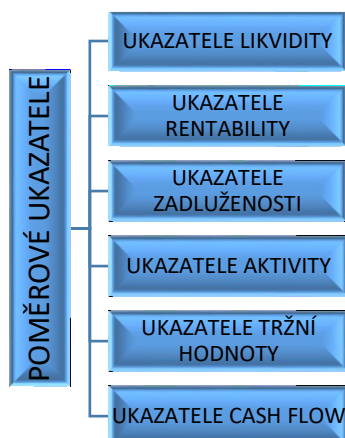 POMĚROVÉ UKAZATELE
UKAZATELE LIKVIDITY
UKAZATELE
RENTABILITY
UKAZATELE
ZADLUŽENOSTI
UKAZATELE AKTIVITY
UKAZATELE TRŽNÍ
HODNOTY
UKAZATELE CASH FLOW